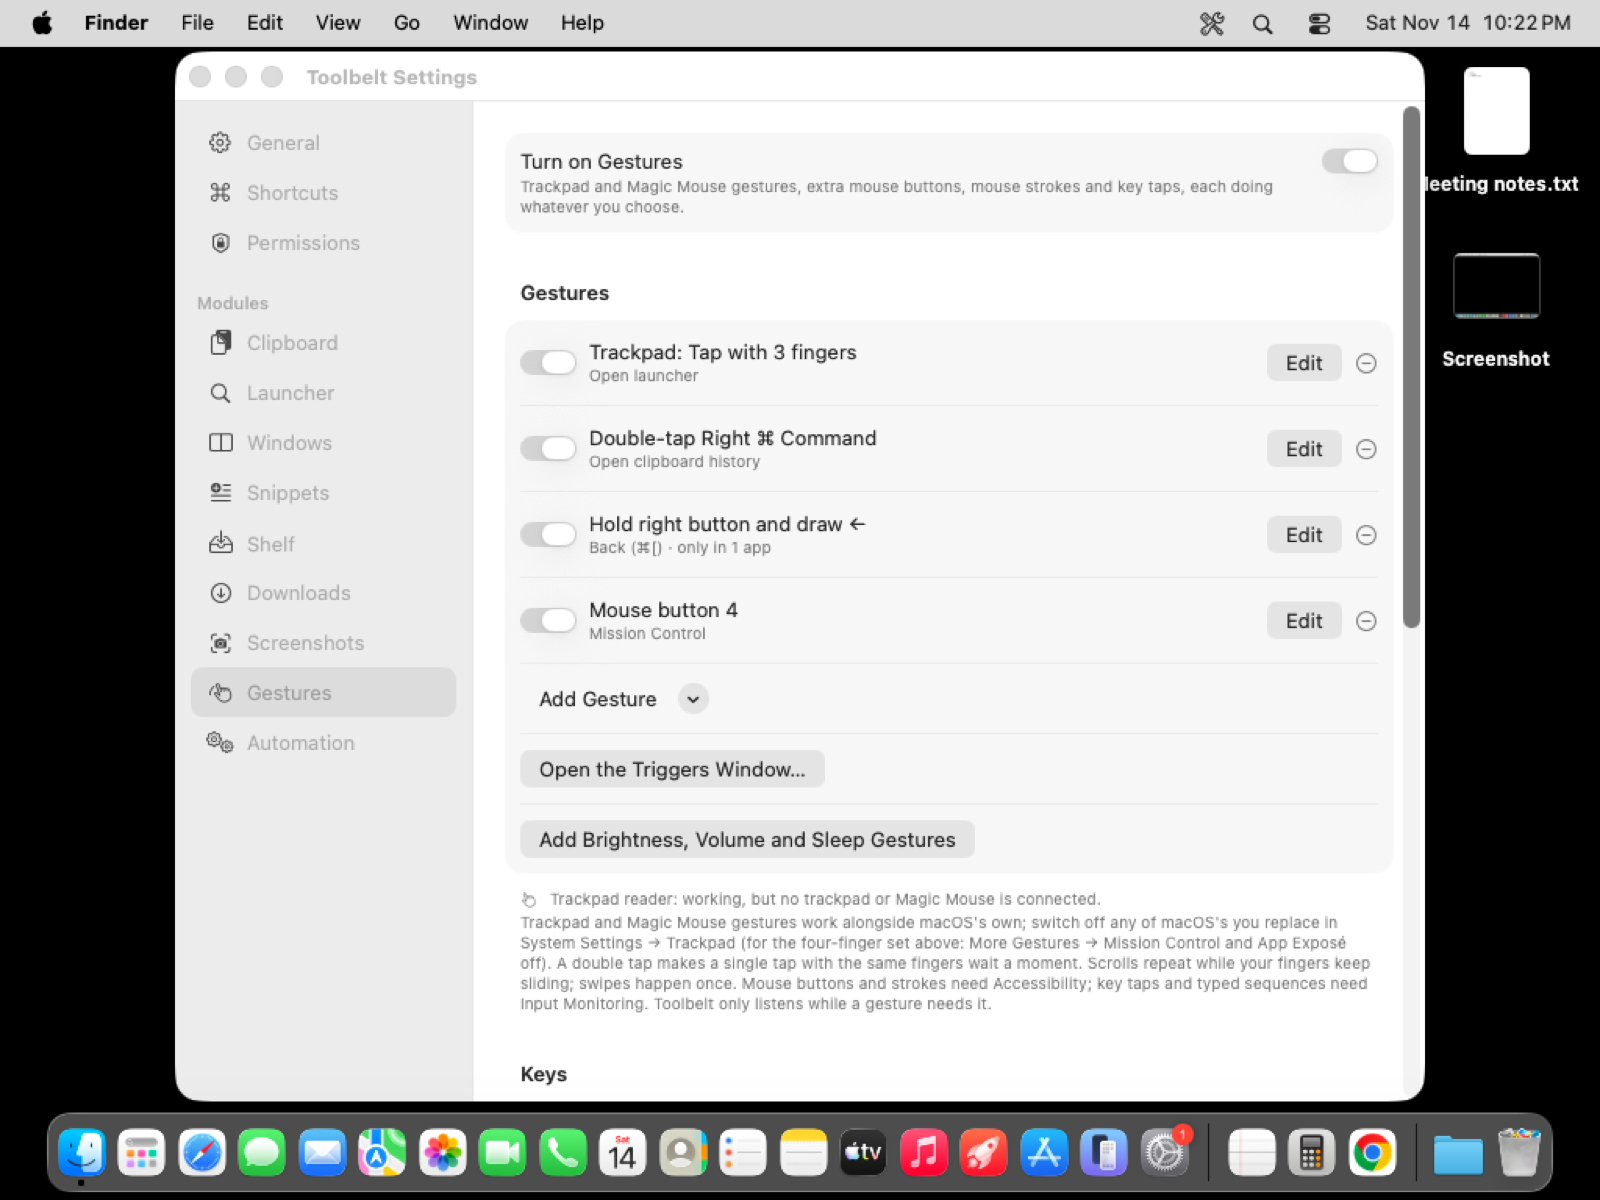 Finder File Edit View Go Window Help Sat Nov 14 10:22 PM
Toolbelt Settings
General
Shortcuts
Permissions
Modules
Clipboard
Launcher
Windows
Snippets
Shelf
Downloads
Screenshots
Gestures
Automation
Turn on Gestures
Trackpad and Magic Mouse gestures, extra mouse buttons, mouse strokes and key taps, each doing
whatever you choose.
Gestures
Trackpad: Tap with 3 fingers
Open launcher
Edit
Double-tap Right ⌘ Command
Open clipboard history
Edit
Hold right button and draw ←
Back (⌘[) · only in 1 app
Edit
Mouse button 4
Mission Control
Edit
Add Gesture
Open the Triggers Window...
Add Brightness, Volume and Sleep Gestures
Trackpad reader: working, but no trackpad or Magic Mouse is connected.
Trackpad and Magic Mouse gestures work alongside macOS's own; switch off any of macOS's you replace in
System Settings → Trackpad (for the four-finger set above: More Gestures → Mission Control and App Exposé
off). A double tap makes a single tap with the same fingers wait a moment. Scrolls repeat while your fingers keep
sliding; swipes happen once. Mouse buttons and strokes need Accessibility; key taps and typed sequences need
Input Monitoring. Toolbelt only listens while a gesture needs it.
Keys
eeting notes.txt
Screenshot
Sat
14
tv
1